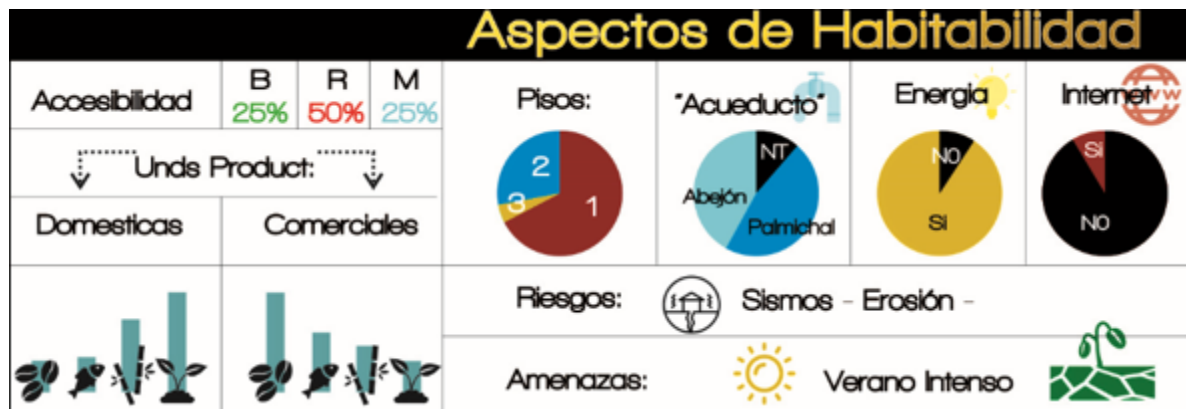 Aspectos de Habitabilidad
Accesibilidad
B R M
25% 50% 25%
Unds Product:
Domesticas
Comerciales
Pisos:
2
3
1
"Acueducto"
NT
Abejón
Palmichal
Energia
NO
SI
Internet
WW
Si
NO
Riesgos:
Sismos - Erosión -
Amenazas:
Verano Intenso